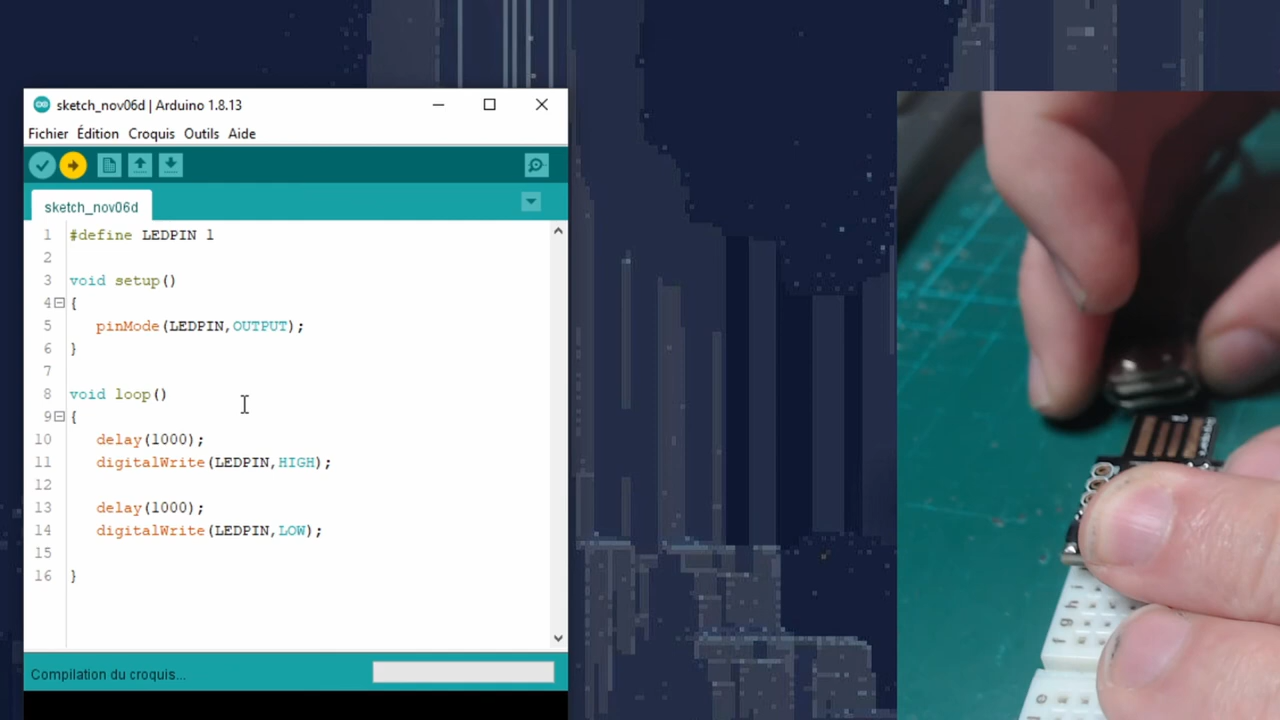 sketch_nov06d | Arduino 1.8.13
Fichier Édition Croquis Outils Aide
sketch_nov06d
1 #define LEDPIN 1
2
3 void setup()
4 {
5 pinMode(LEDPIN,OUTPUT);
6 }
7
8 void loop()
9 {
10 delay(1000);
11 digitalWrite(LEDPIN,HIGH);
12
13 delay(1000);
14 digitalWrite(LEDPIN,LOW);
15
16 }
Compilation du croquis...
f g h i
e